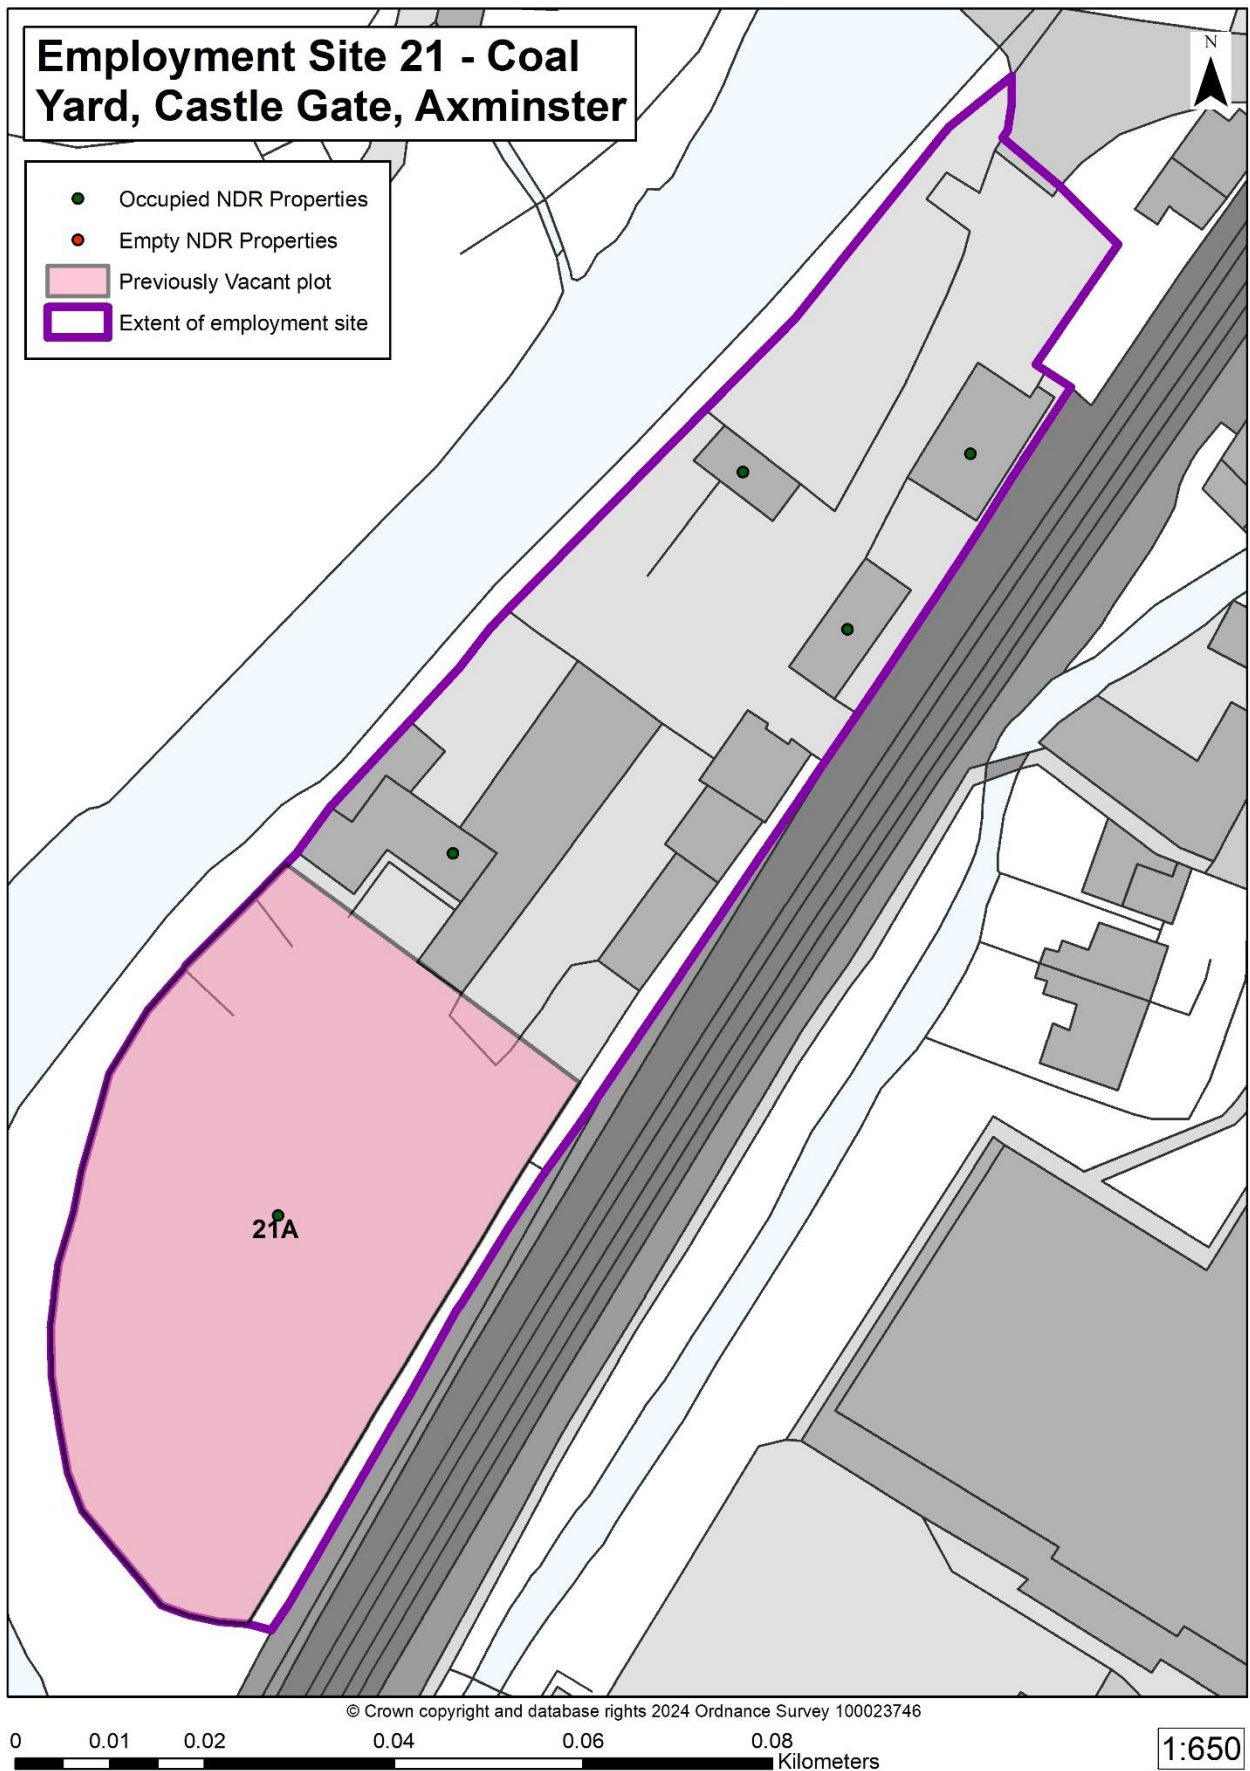 Employment Site 21 - Coal
Yard, Castle Gate, Axminster
N
Occupied NDR Properties
Empty NDR Properties
Previously Vacant plot
Extent of employment site
21A
© Crown copyright and database rights 2024 Ordnance Survey 100023746
0 0.01 0.02 0.04 0.06 0.08
Kilometers
1:650